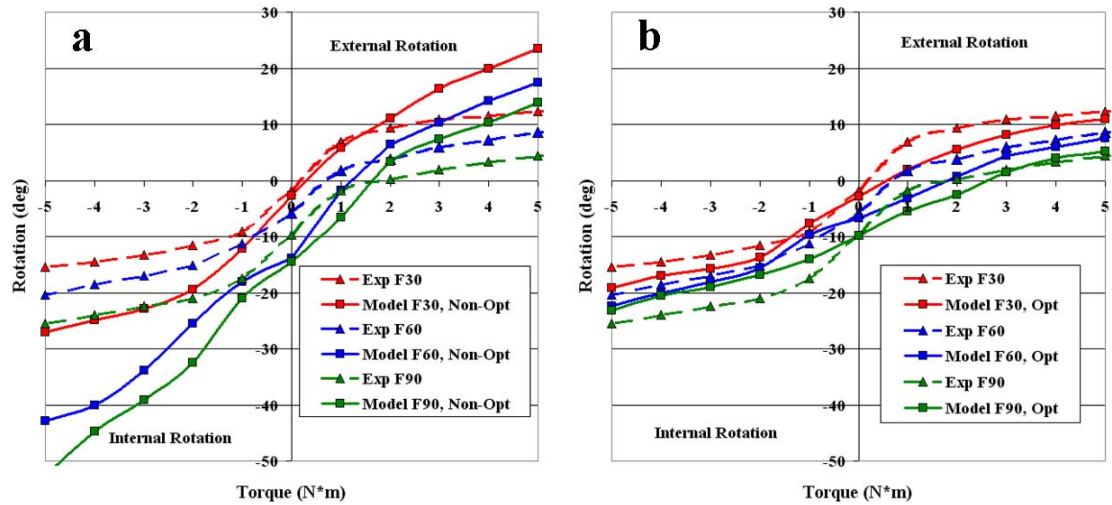 a
External Rotation
30
20
10
0
-10
-20
-30
-40
-50
-5 -4 -3 -2 -1 0 1 2 3 4 5
Rotation (deg)
Exp F30
Model F30, Non-Opt
Exp F60
Model F60, Non-Opt
Exp F90
Model F90, Non-Opt
Internal Rotation
Torque (N*m)
b
External Rotation
30
20
10
0
-10
-20
-30
-40
-50
-5 -4 -3 -2 -1 0 1 2 3 4 5
Rotation (deg)
Exp F30
Model F30, Opt
Exp F60
Model F60, Opt
Exp F90
Model F90, Opt
Internal Rotation
Torque (N*m)